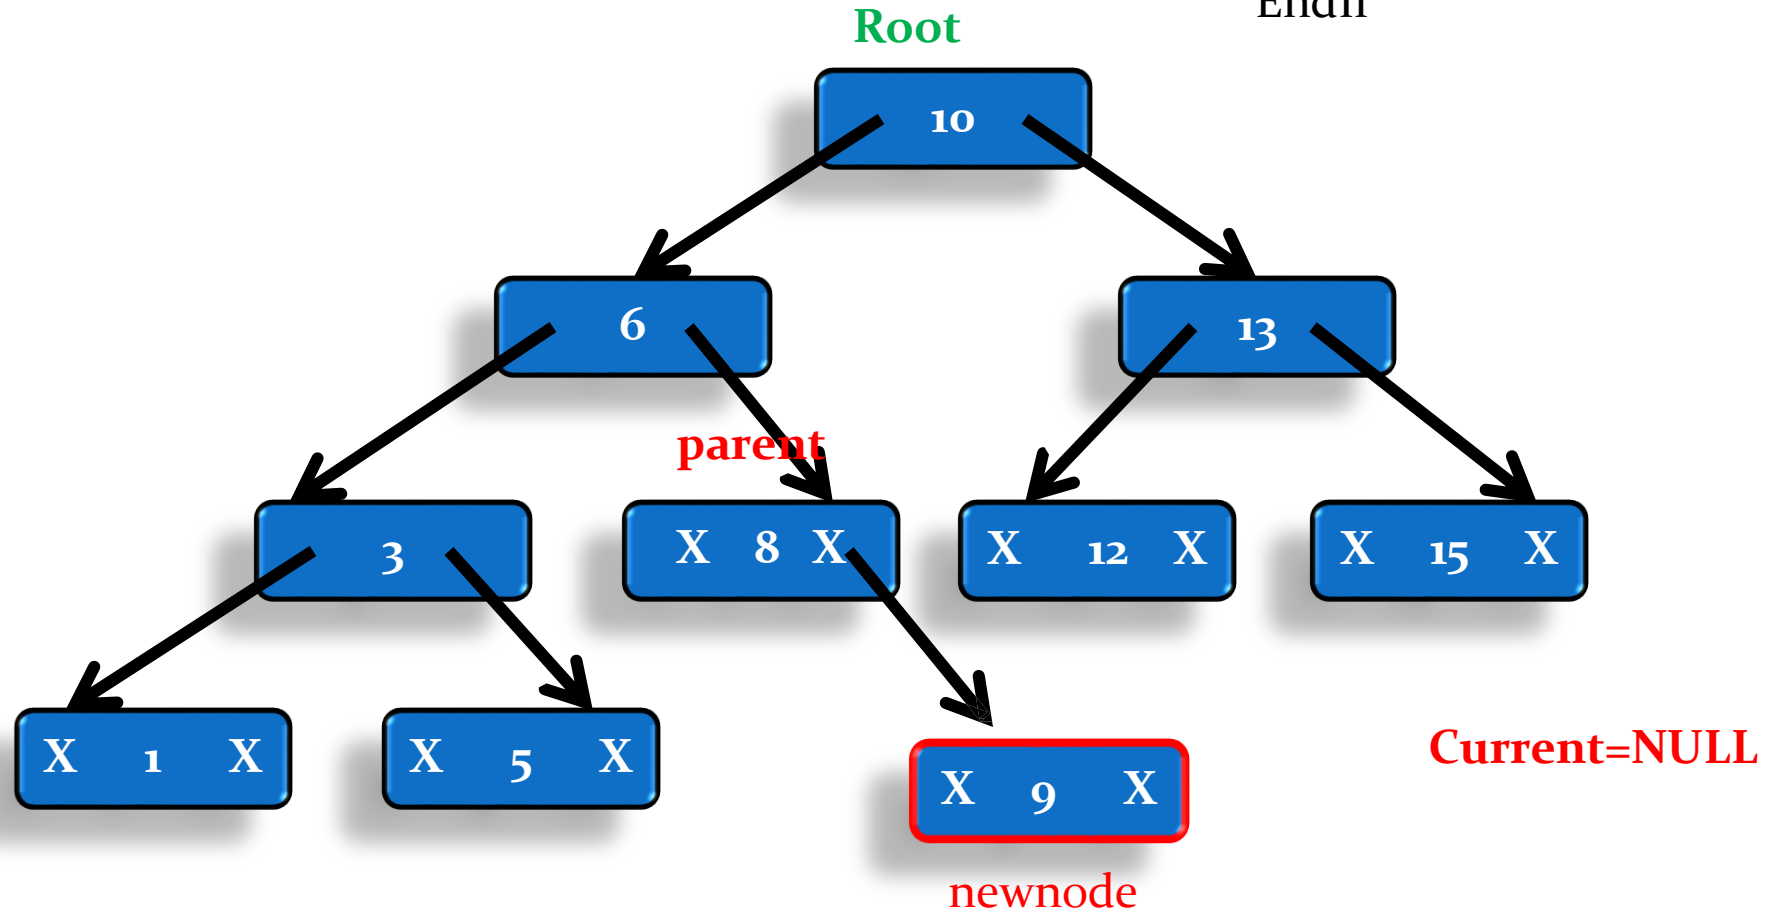 Root
10
6
13
parent
3
X 8 X
X 12 X
X 15 X
X 1 X
X 5 X
Current=NULL
X 9 X
newnode